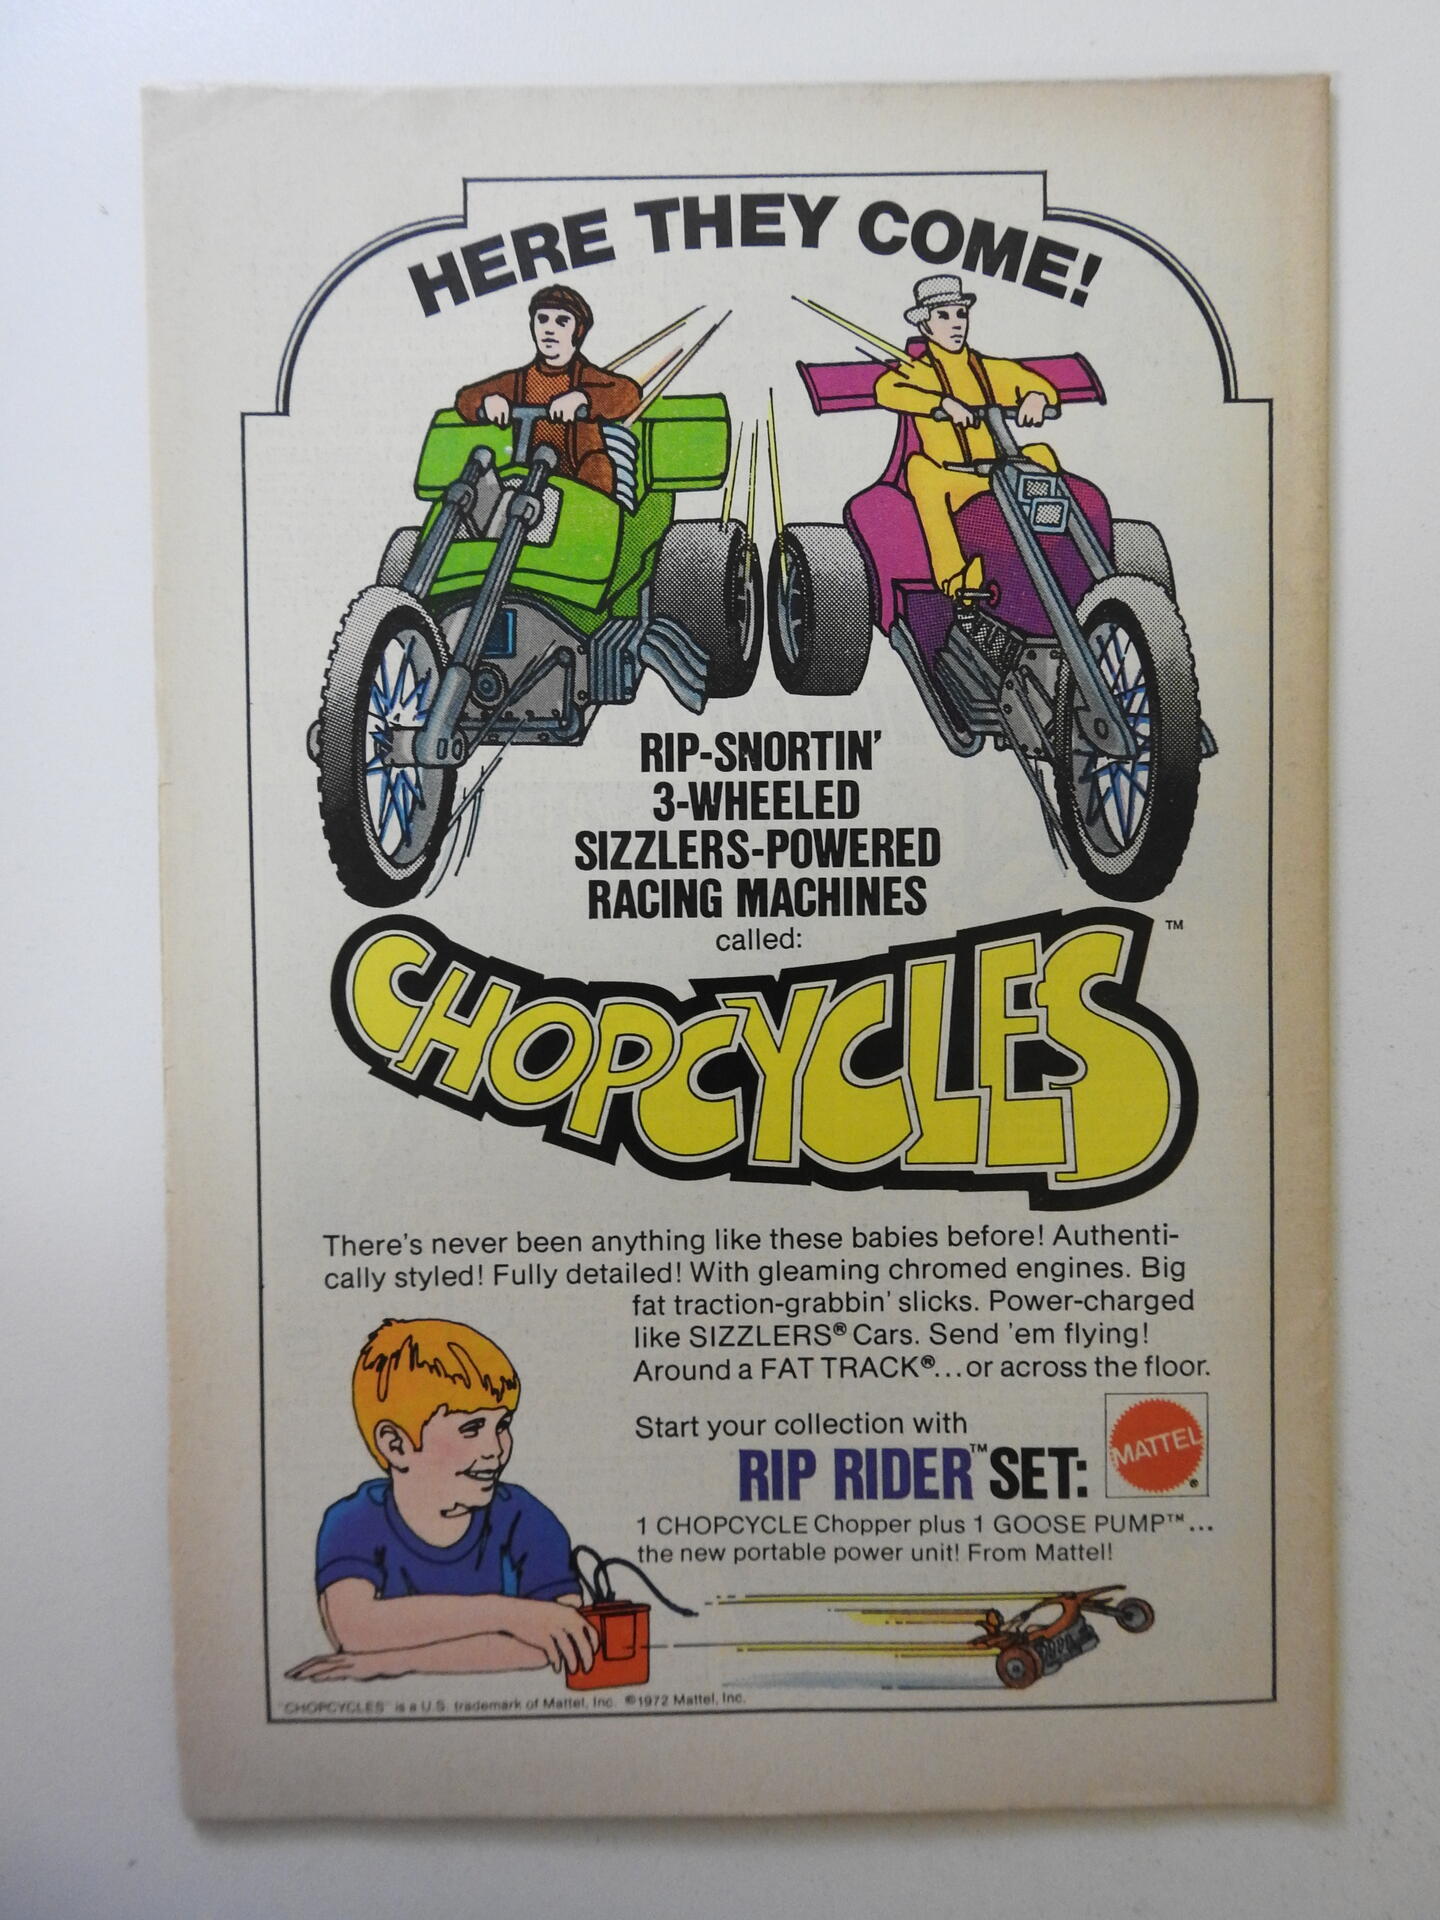 HERE THEY COME!
RIP-SNORTIN'
3-WHEELED
SIZZLERS-POWERED
RACING MACHINES
called:
CHOPCYCLES™
There's never been anything like these babies before! Authenti-
cally styled! Fully detailed! With gleaming chromed engines. Big
fat traction-grabbin' slicks. Power-charged
like SIZZLERS® Cars. Send 'em flying!
Around a FAT TRACK®...or across the floor.
Start your collection with
RIP RIDER™ SET:
MATTEL®
1 CHOPCYCLE Chopper plus 1 GOOSE PUMP™...
the new portable power unit! From Mattel!
"CHOPCYCLES" is a U.S. trademark of Mattel, Inc. ©1972 Mattel, Inc.